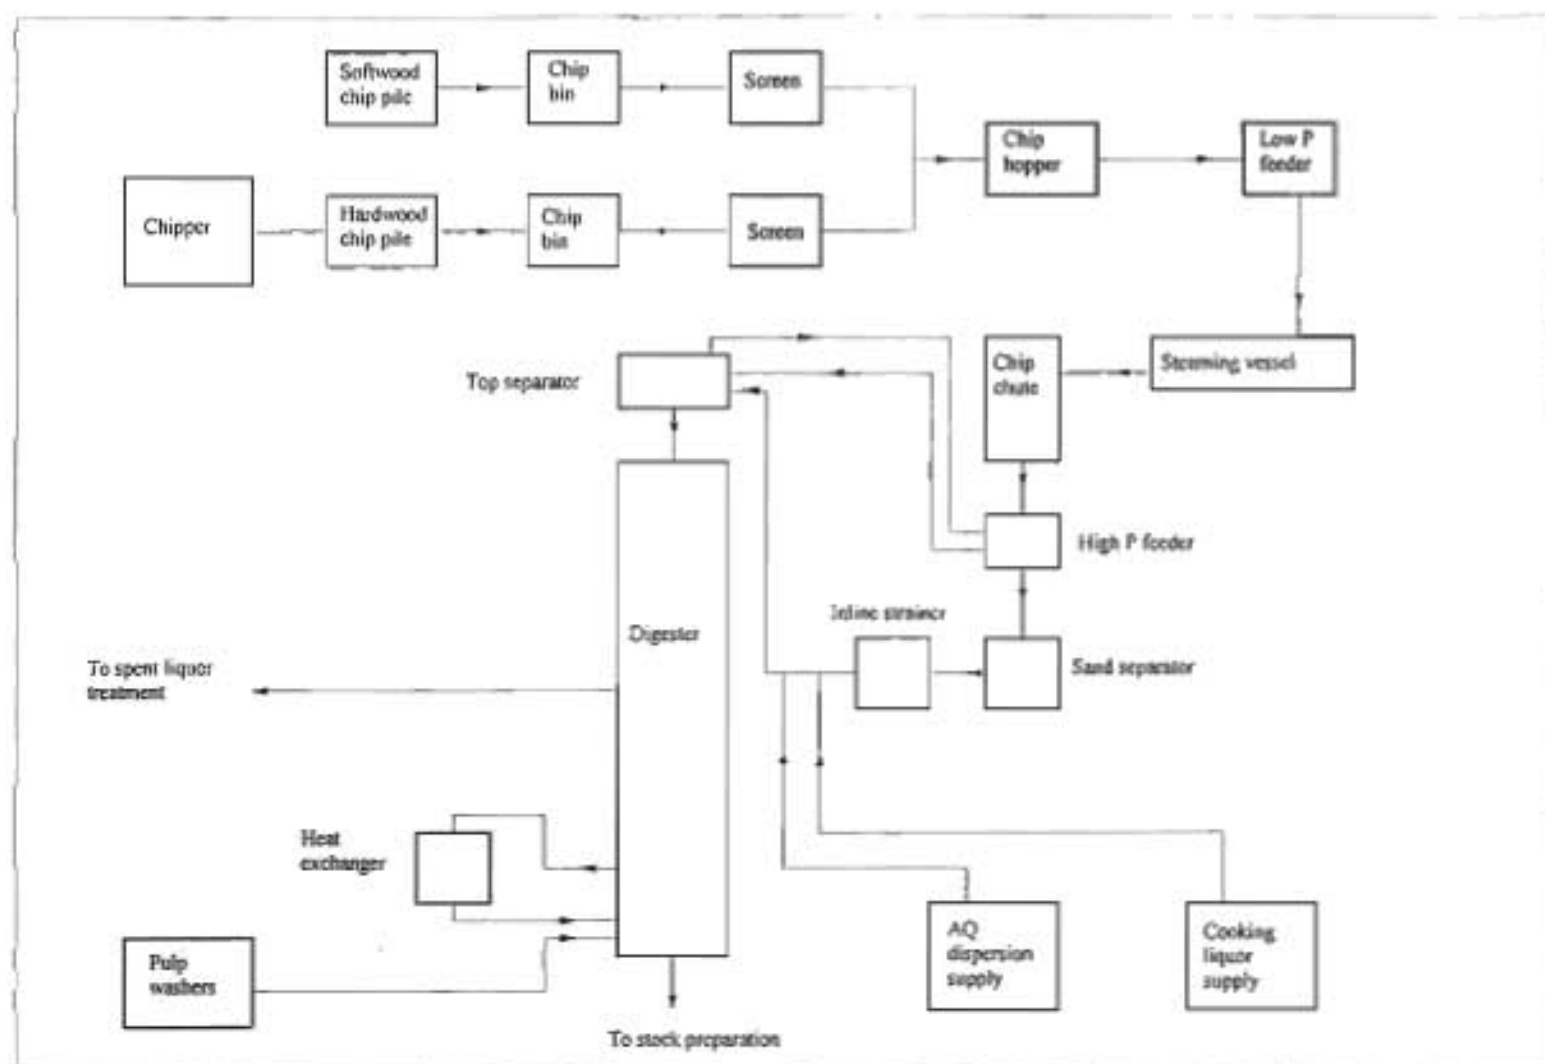 Softwood
chip pile
Chip
bin
Screen
Chip
hopper
Low P
feeder
Chipper
Hardwood
chip pile
Chip
bin
Screen
Top separator
Chip
chute
Steaming vessel
High P feeder
Inline strainer
Digester
Sand separator
To spent liquor
treatment
Heat
exchanger
Pulp
washers
AQ
dispersion
supply
Cooking
liquor
supply
To stock preparation